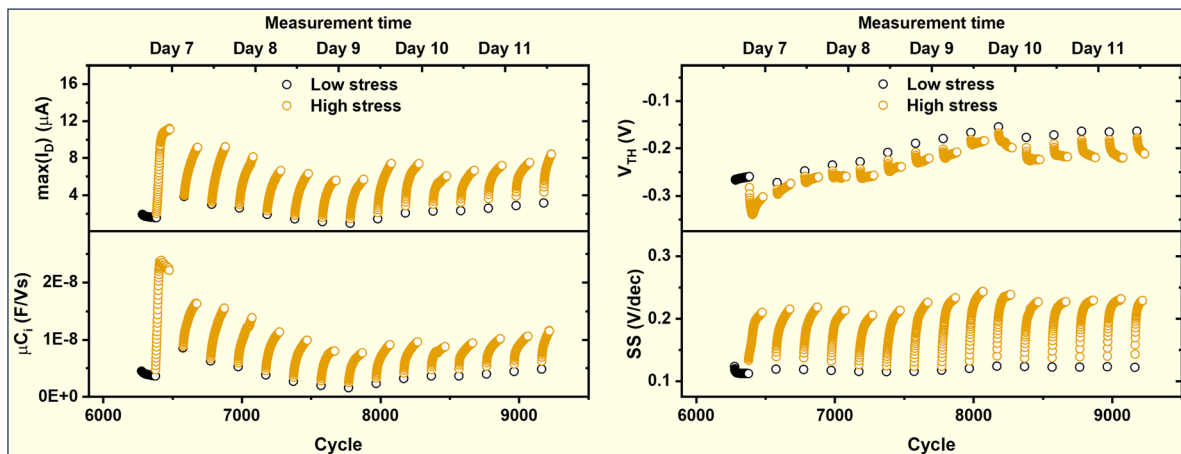 Measurement time
Day 7 Day 8 Day 9 Day 10 Day 11
16
12
8
4
max(I_D) (μA)
Low stress
High stress
2E-8
1E-8
0E+0
μC_i (F/Vs)
6000 7000 8000 9000
Cycle
Measurement time
Day 7 Day 8 Day 9 Day 10 Day 11
-0.1
-0.2
-0.3
V_TH (V)
Low stress
High stress
0.3
0.2
0.1
SS (V/dec)
6000 7000 8000 9000
Cycle